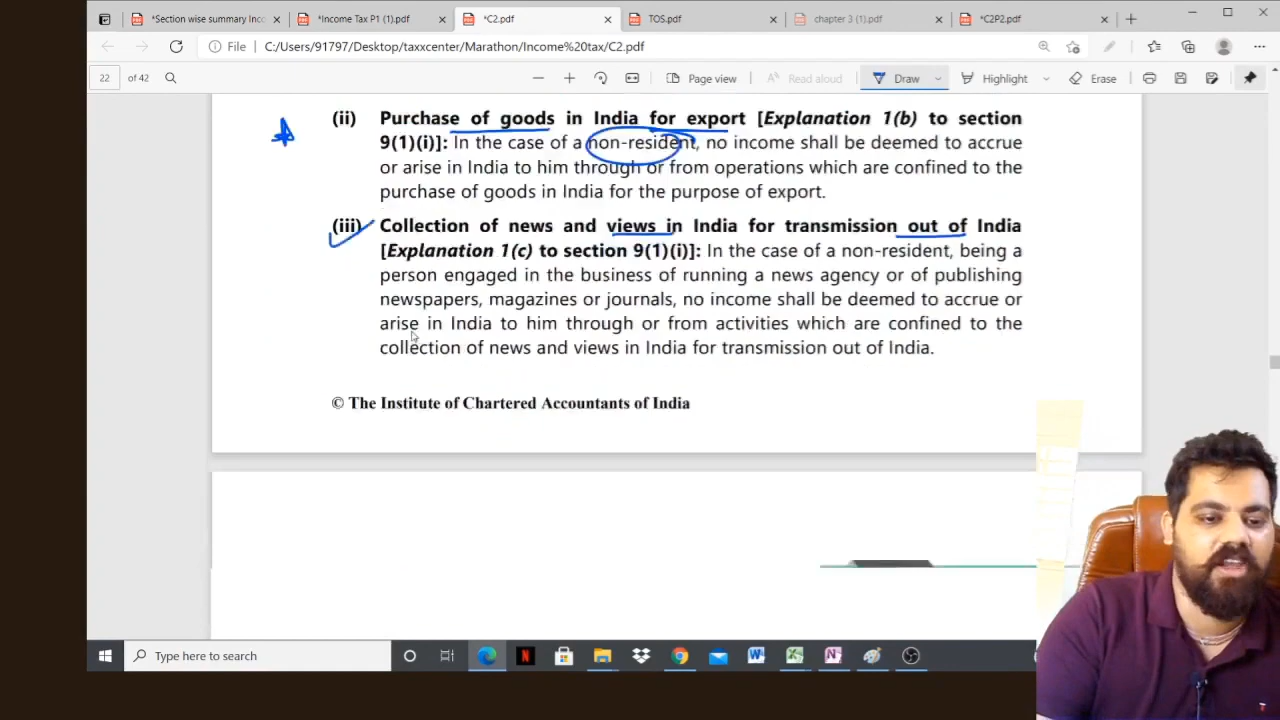 *Section wise summary Inc
*Income Tax P1 (1).pdf
*C2.pdf
TOS.pdf
chapter 3 (1).pdf
*C2P2.pdf
File
C:/Users/91797/Desktop/taxxcenter/Marathon/Income%20tax/C2.pdf
22
of 42
Page view
Read aloud
Draw
Highlight
Erase
(ii) Purchase of goods in India for export [Explanation 1(b) to section
9(1)(i)]: In the case of a non-resident, no income shall be deemed to accrue
or arise in India to him through or from operations which are confined to the
purchase of goods in India for the purpose of export.
(iii) Collection of news and views in India for transmission out of India
[Explanation 1(c) to section 9(1)(i)]: In the case of a non-resident, being a
person engaged in the business of running a news agency or of publishing
newspapers, magazines or journals, no income shall be deemed to accrue or
arise in India to him through or from activities which are confined to the
collection of news and views in India for transmission out of India.
© The Institute of Chartered Accountants of India
Type here to search